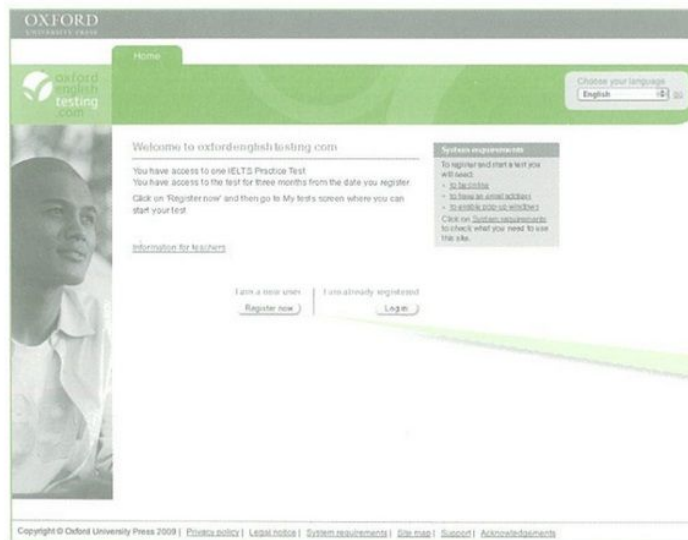 OXFORD
UNIVERSITY PRESS
Home
oxford
english
testing
.com
Choose your language
English
go
Welcome to oxfordenglishtesting.com
You have access to one IELTS Practice Test
You have access to the test for three months from the date you register
Click on 'Register now' and then go to My tests screen where you can
start your test
Information for teachers
I am a new user
Register now
I am already registered
Log in
System requirements
To register and start a test you
will need:
- to be online
- to have an email address
- to enable pop-up windows
Click on System requirements
to check what you need to use
this site.
Copyright © Oxford University Press 2009 | Privacy policy | Legal notice | System requirements | Site map | Support | Acknowledgements